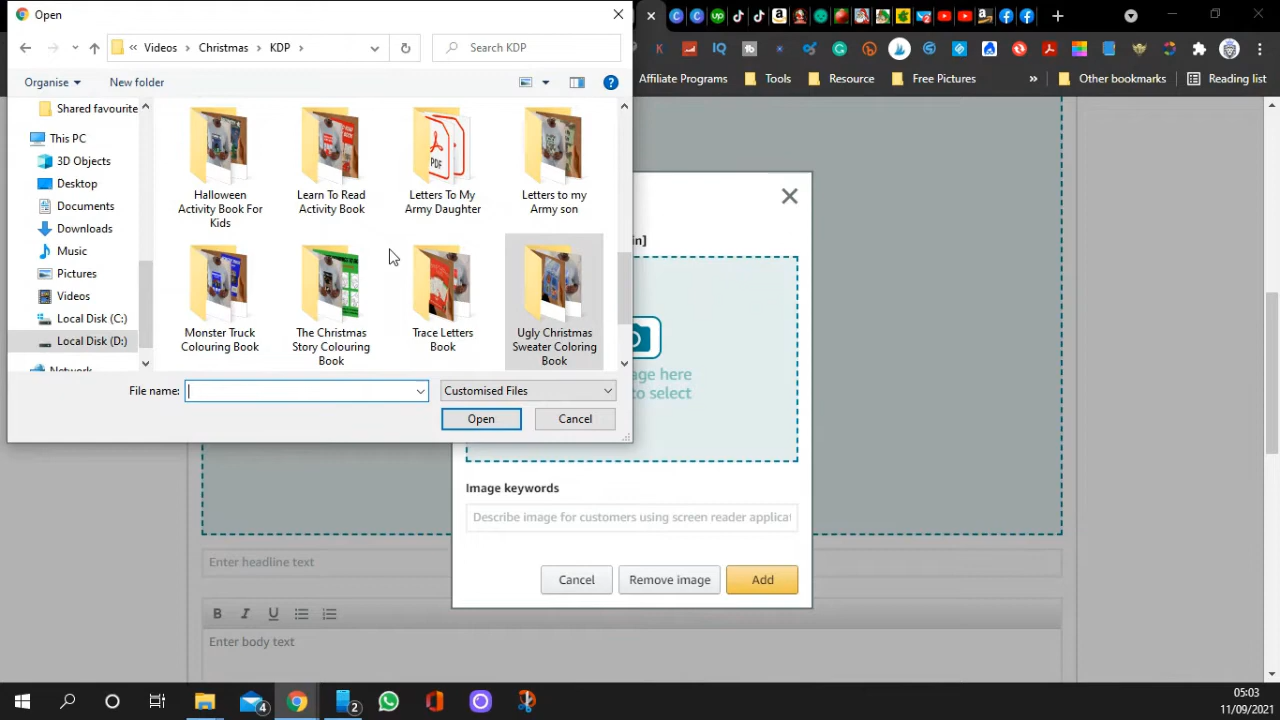 Open
Videos
Christmas
KDP
Search KDP
Organise
New folder
Affiliate Programs
Tools
Resource
Free Pictures
Other bookmarks
Reading list
Shared favourite
This PC
3D Objects
Desktop
Documents
Downloads
Music
Pictures
Videos
Local Disk (C:)
Local Disk (D:)
Network
PDF
Halloween
Activity Book For
Kids
Learn To Read
Activity Book
Letters To My
Army Daughter
Letters to my
Army son
Monster Truck
Colouring Book
The Christmas
Story Colouring
Book
Trace Letters
Book
Ugly Christmas
Sweater Coloring
Book
File name:
Customised Files
Open
Cancel
in]
age here
to select
Image keywords
Describe image for customers using screen reader applicat
Cancel
Remove image
Add
Enter headline text
B I U
Enter body text
4
2
05:03
11/09/2021